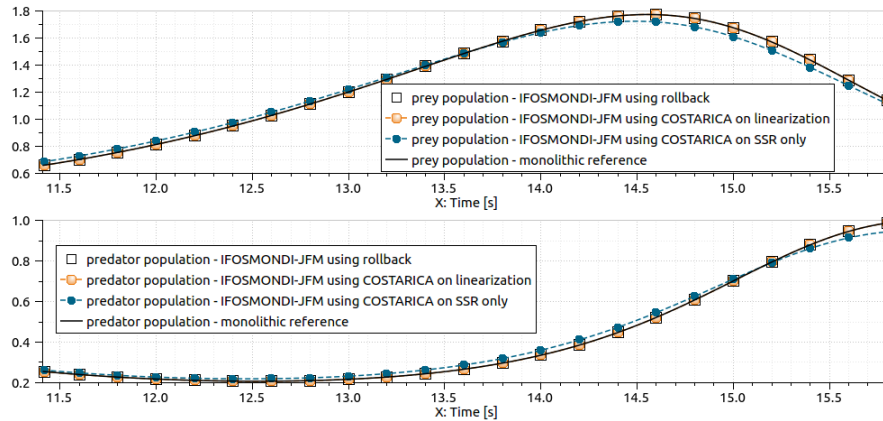 1.8
1.6
1.4
1.2
1.0
0.8
0.6
prey population - IFOSMONDI-JFM using rollback
prey population - IFOSMONDI-JFM using COSTARICA on linearization
prey population - IFOSMONDI-JFM using COSTARICA on SSR only
prey population - monolithic reference
11.5 12.0 12.5 13.0 13.5 14.0 14.5 15.0 15.5
X: Time [s]
1.0
0.8
0.6
0.4
0.2
predator population - IFOSMONDI-JFM using rollback
predator population - IFOSMONDI-JFM using COSTARICA on linearization
predator population - IFOSMONDI-JFM using COSTARICA on SSR only
predator population - monolithic reference
11.5 12.0 12.5 13.0 13.5 14.0 14.5 15.0 15.5
X: Time [s]